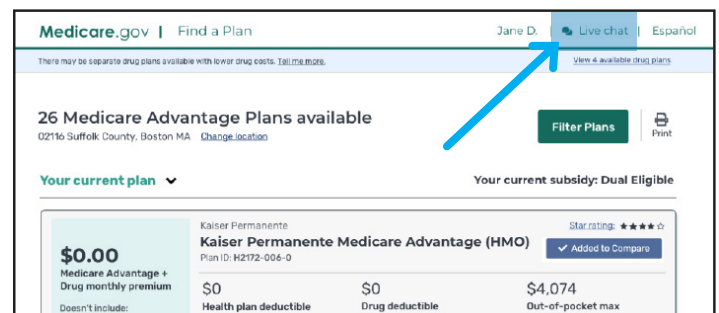 Medicare.gov | Find a Plan
Jane D. | Live chat | Español
There may be separate drug plans available with lower drug costs. Tell me more.
View 4 available drug plans
26 Medicare Advantage Plans available
02116 Suffolk County, Boston MA Change location
Filter Plans
Print
Your current plan
Your current subsidy: Dual Eligible
$0.00
Medicare Advantage +
Drug monthly premium
Doesn't include:
Kaiser Permanente
Kaiser Permanente Medicare Advantage (HMO)
Plan ID: H2172-006-0
Star rating: ★★★★☆
Added to Compare
$0
Health plan deductible
$0
Drug deductible
$4,074
Out-of-pocket max